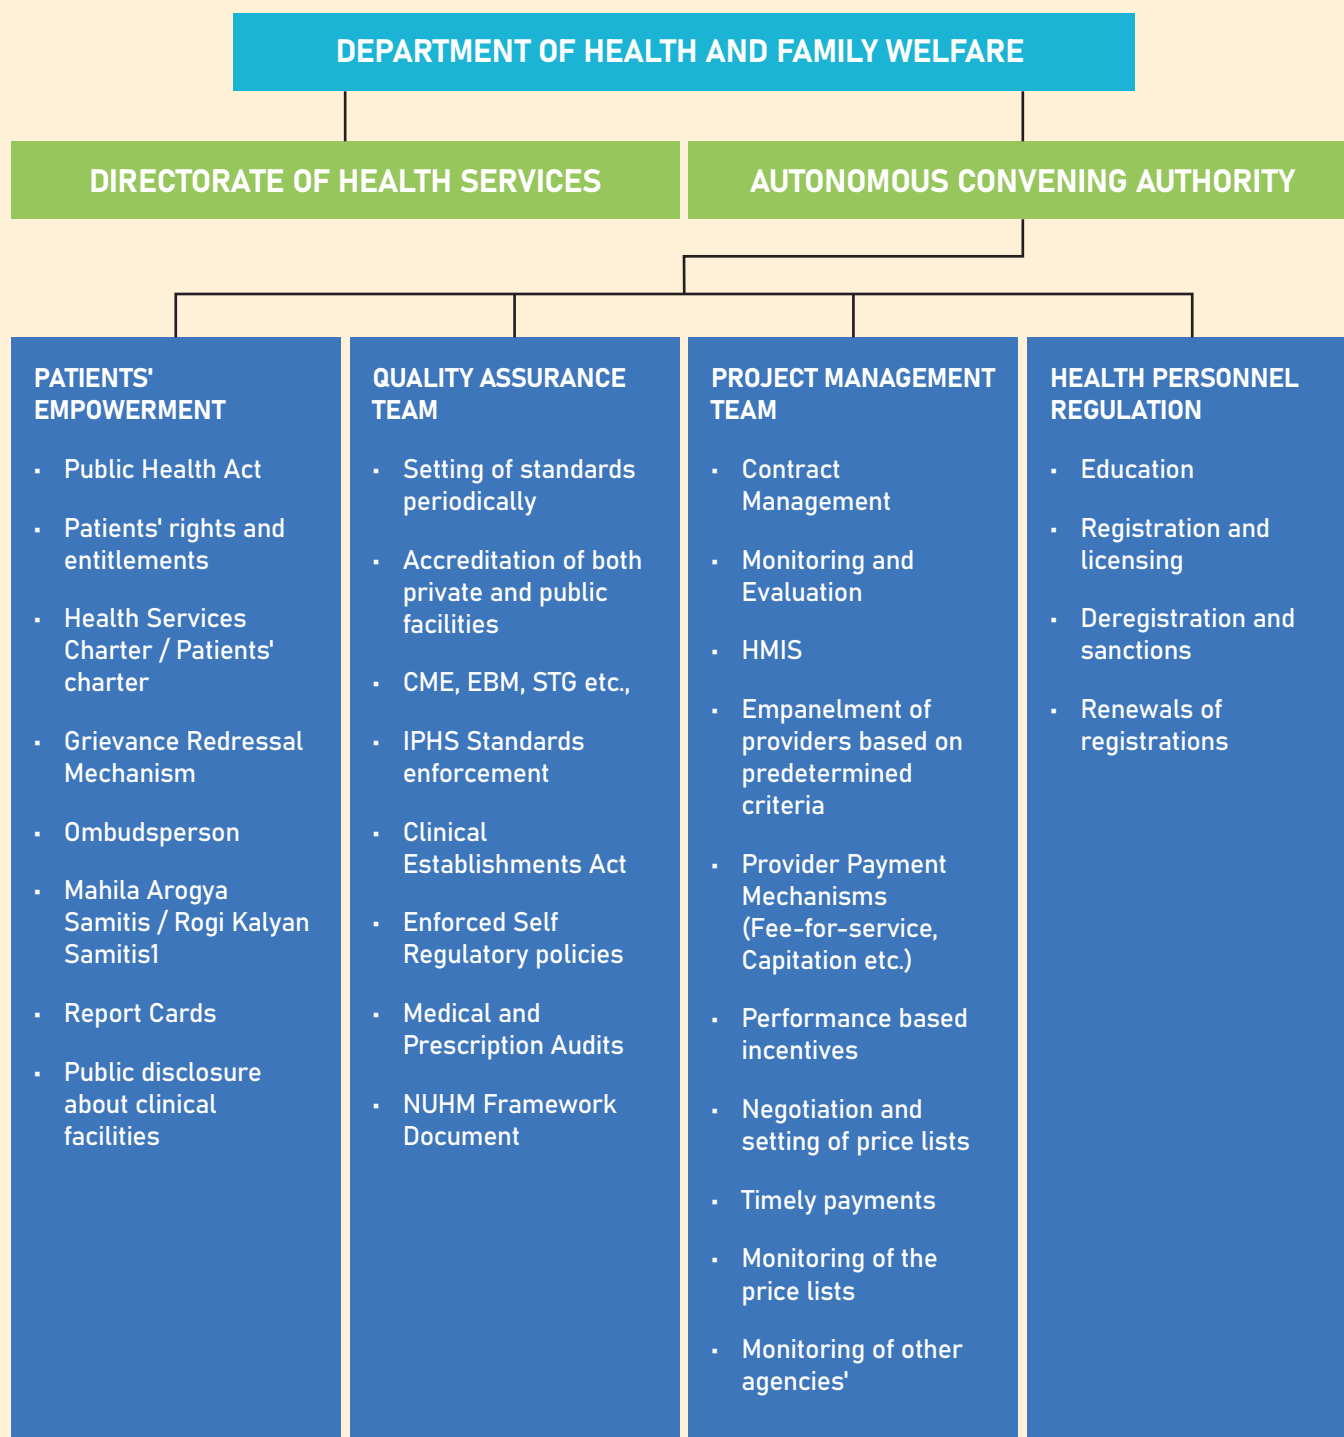 DEPARTMENT OF HEALTH AND FAMILY WELFARE
DIRECTORATE OF HEALTH SERVICES
AUTONOMOUS CONVENING AUTHORITY
PATIENTS'
EMPOWERMENT
▪ Public Health Act
▪ Patients' rights and
entitlements
▪ Health Services
Charter / Patients'
charter
▪ Grievance Redressal
Mechanism
▪ Ombudsperson
▪ Mahila Arogya
Samitis / Rogi Kalyan
Samitis1
▪ Report Cards
▪ Public disclosure
about clinical
facilities
QUALITY ASSURANCE
TEAM
▪ Setting of standards
periodically
▪ Accreditation of both
private and public
facilities
▪ CME, EBM, STG etc.,
▪ IPHS Standards
enforcement
▪ Clinical
Establishments Act
▪ Enforced Self
Regulatory policies
▪ Medical and
Prescription Audits
▪ NUHM Framework
Document
PROJECT MANAGEMENT
TEAM
▪ Contract
Management
▪ Monitoring and
Evaluation
▪ HMIS
▪ Empanelment of
providers based on
predetermined
criteria
▪ Provider Payment
Mechanisms
(Fee-for-service,
Capitation etc.)
▪ Performance based
incentives
▪ Negotiation and
setting of price lists
▪ Timely payments
▪ Monitoring of the
price lists
▪ Monitoring of other
agencies'
HEALTH PERSONNEL
REGULATION
▪ Education
▪ Registration and
licensing
▪ Deregistration and
sanctions
▪ Renewals of
registrations